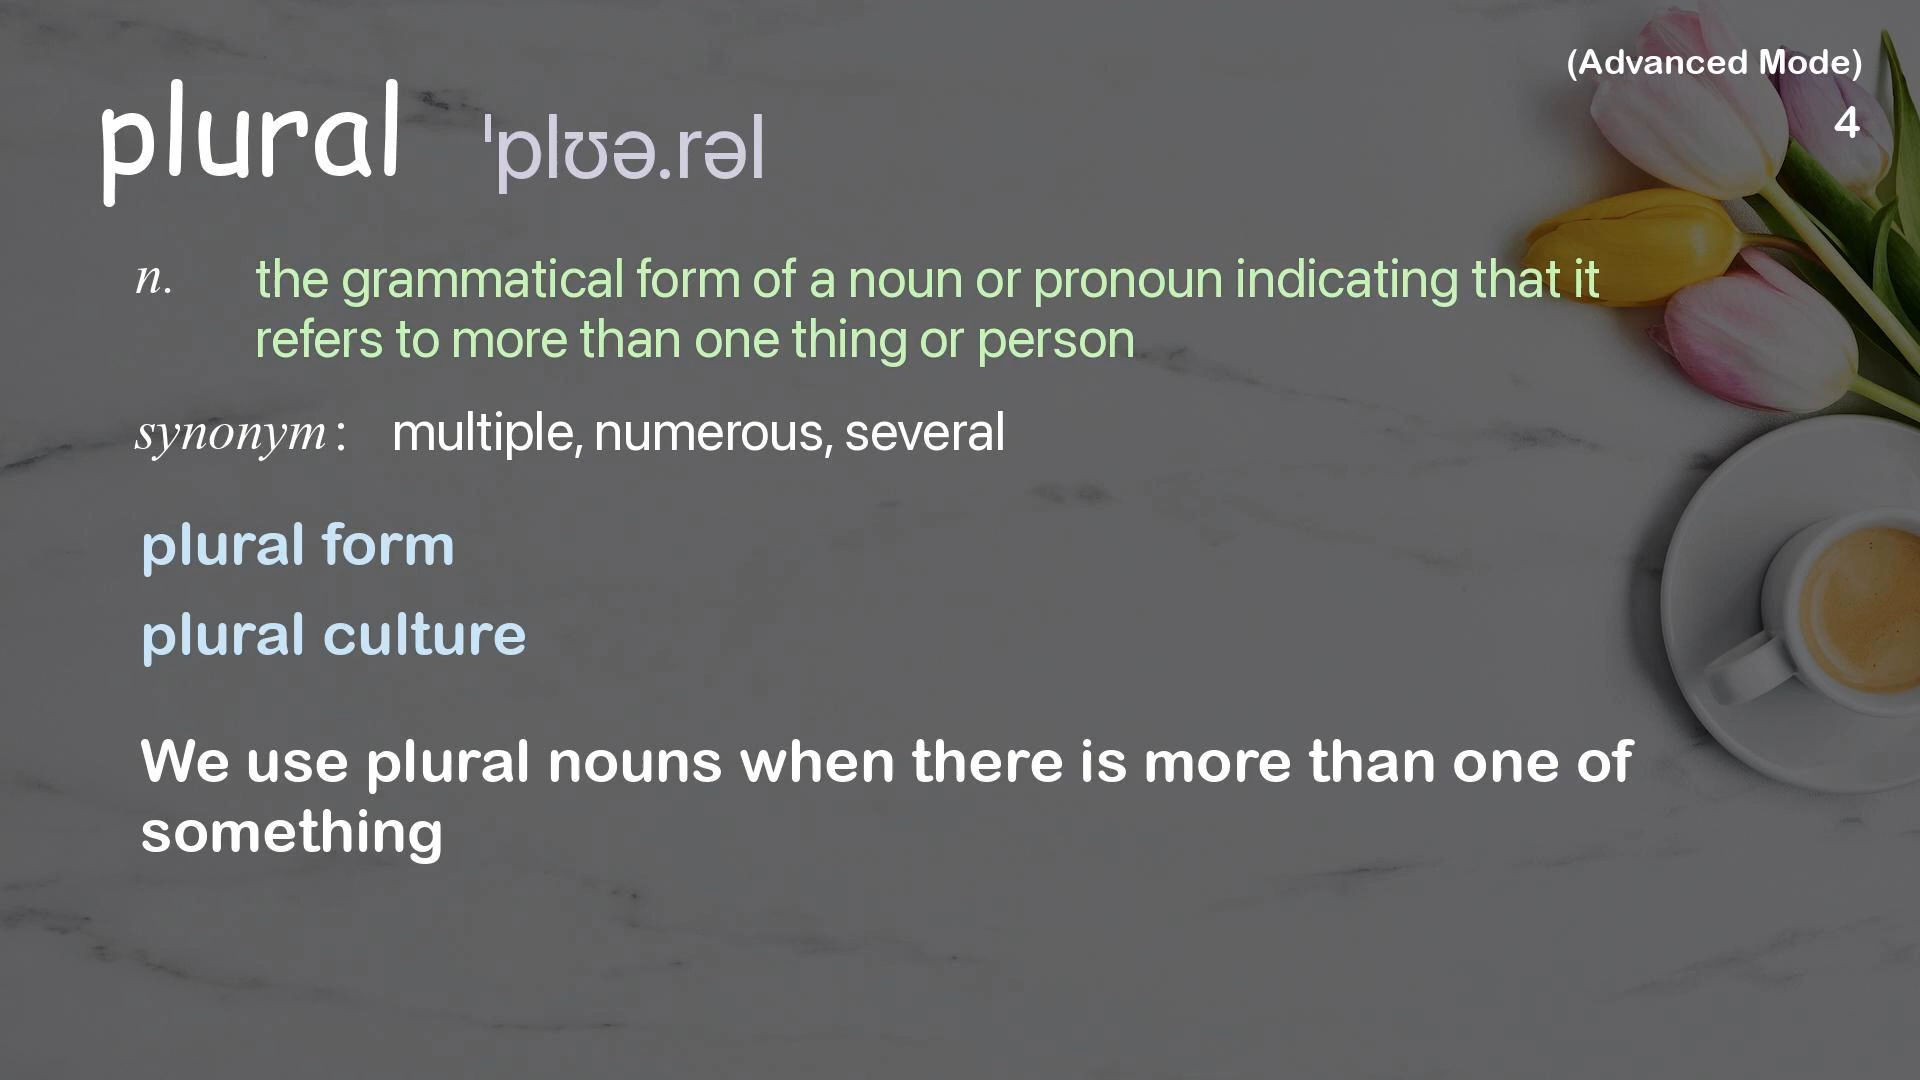 (Advanced Mode)
4
plural ˈplʊə.rəl
n. the grammatical form of a noun or pronoun indicating that it
refers to more than one thing or person
synonym: multiple, numerous, several
plural form
plural culture
We use plural nouns when there is more than one of
something